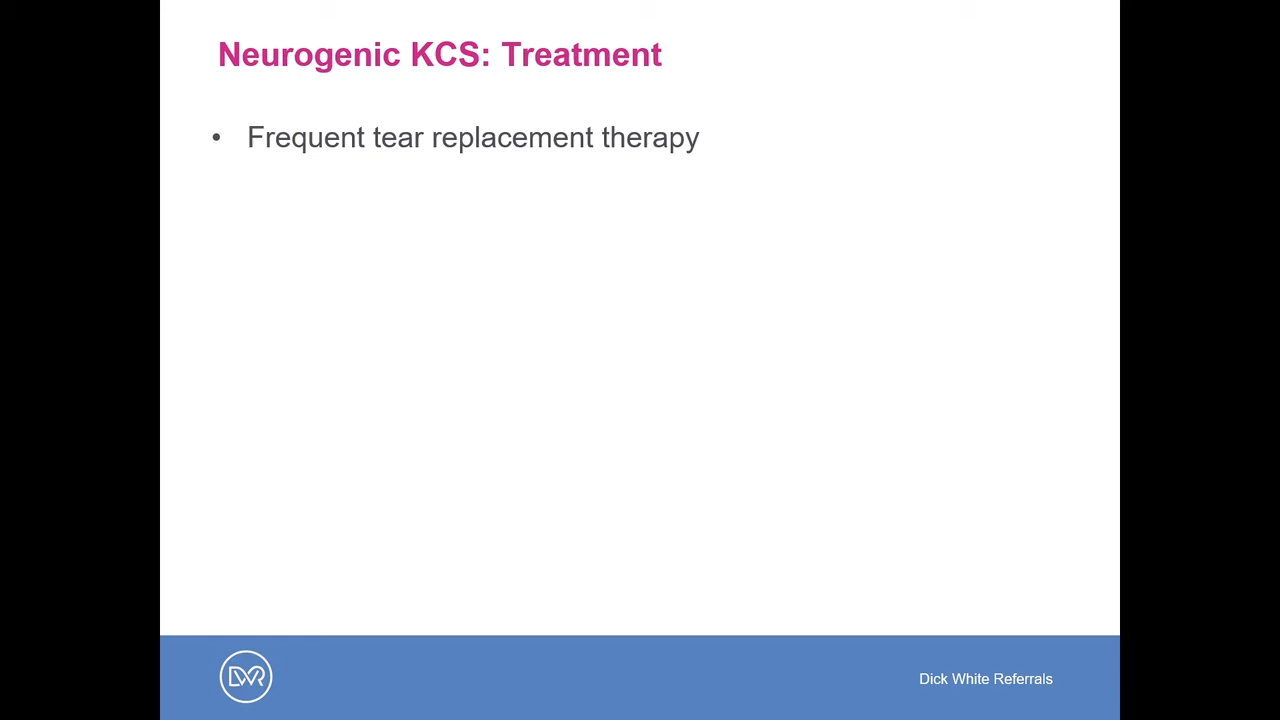 Neurogenic KCS: Treatment
• Frequent tear replacement therapy
DWR
Dick White Referrals